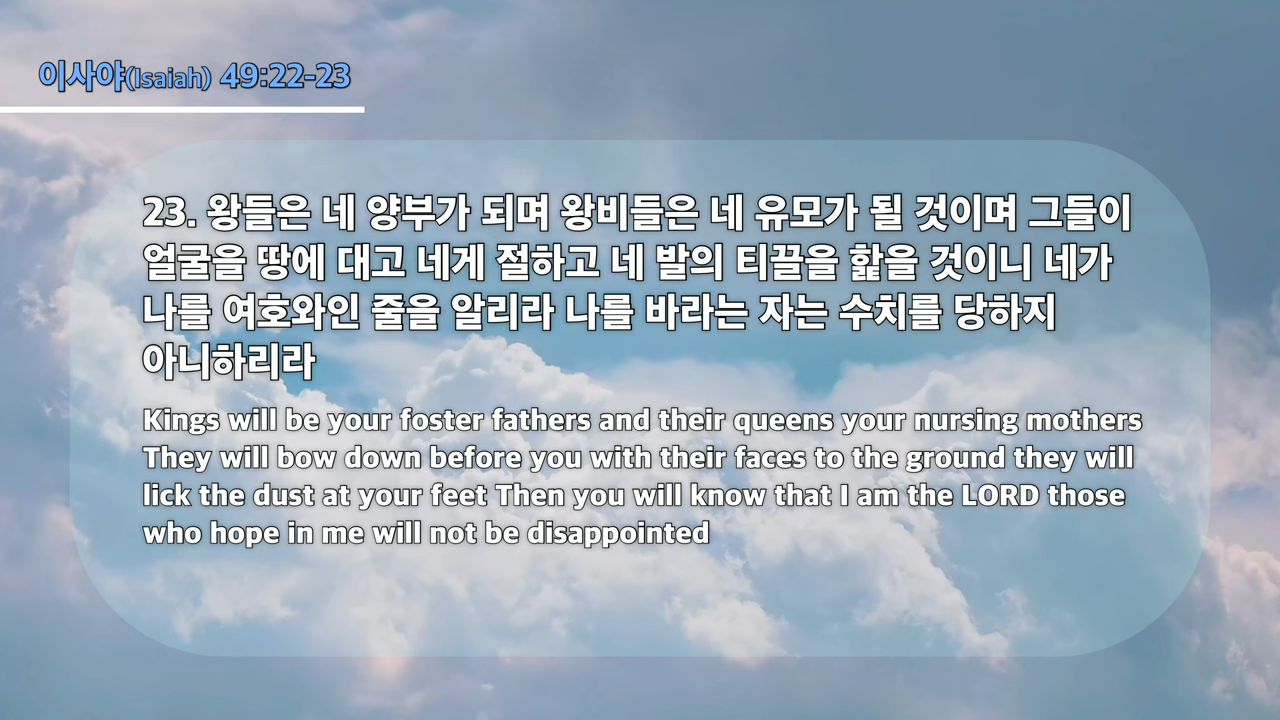 이사야(Isaiah) 49:22-23
23. 왕들은 네 양부가 되며 왕비들은 네 유모가 될 것이며 그들이
얼굴을 땅에 대고 네게 절하고 네 발의 티끌을 핥을 것이니 네가
나를 여호와인 줄을 알리라 나를 바라는 자는 수치를 당하지
아니하리라
Kings will be your foster fathers and their queens your nursing mothers
They will bow down before you with their faces to the ground they will
lick the dust at your feet Then you will know that I am the LORD those
who hope in me will not be disappointed